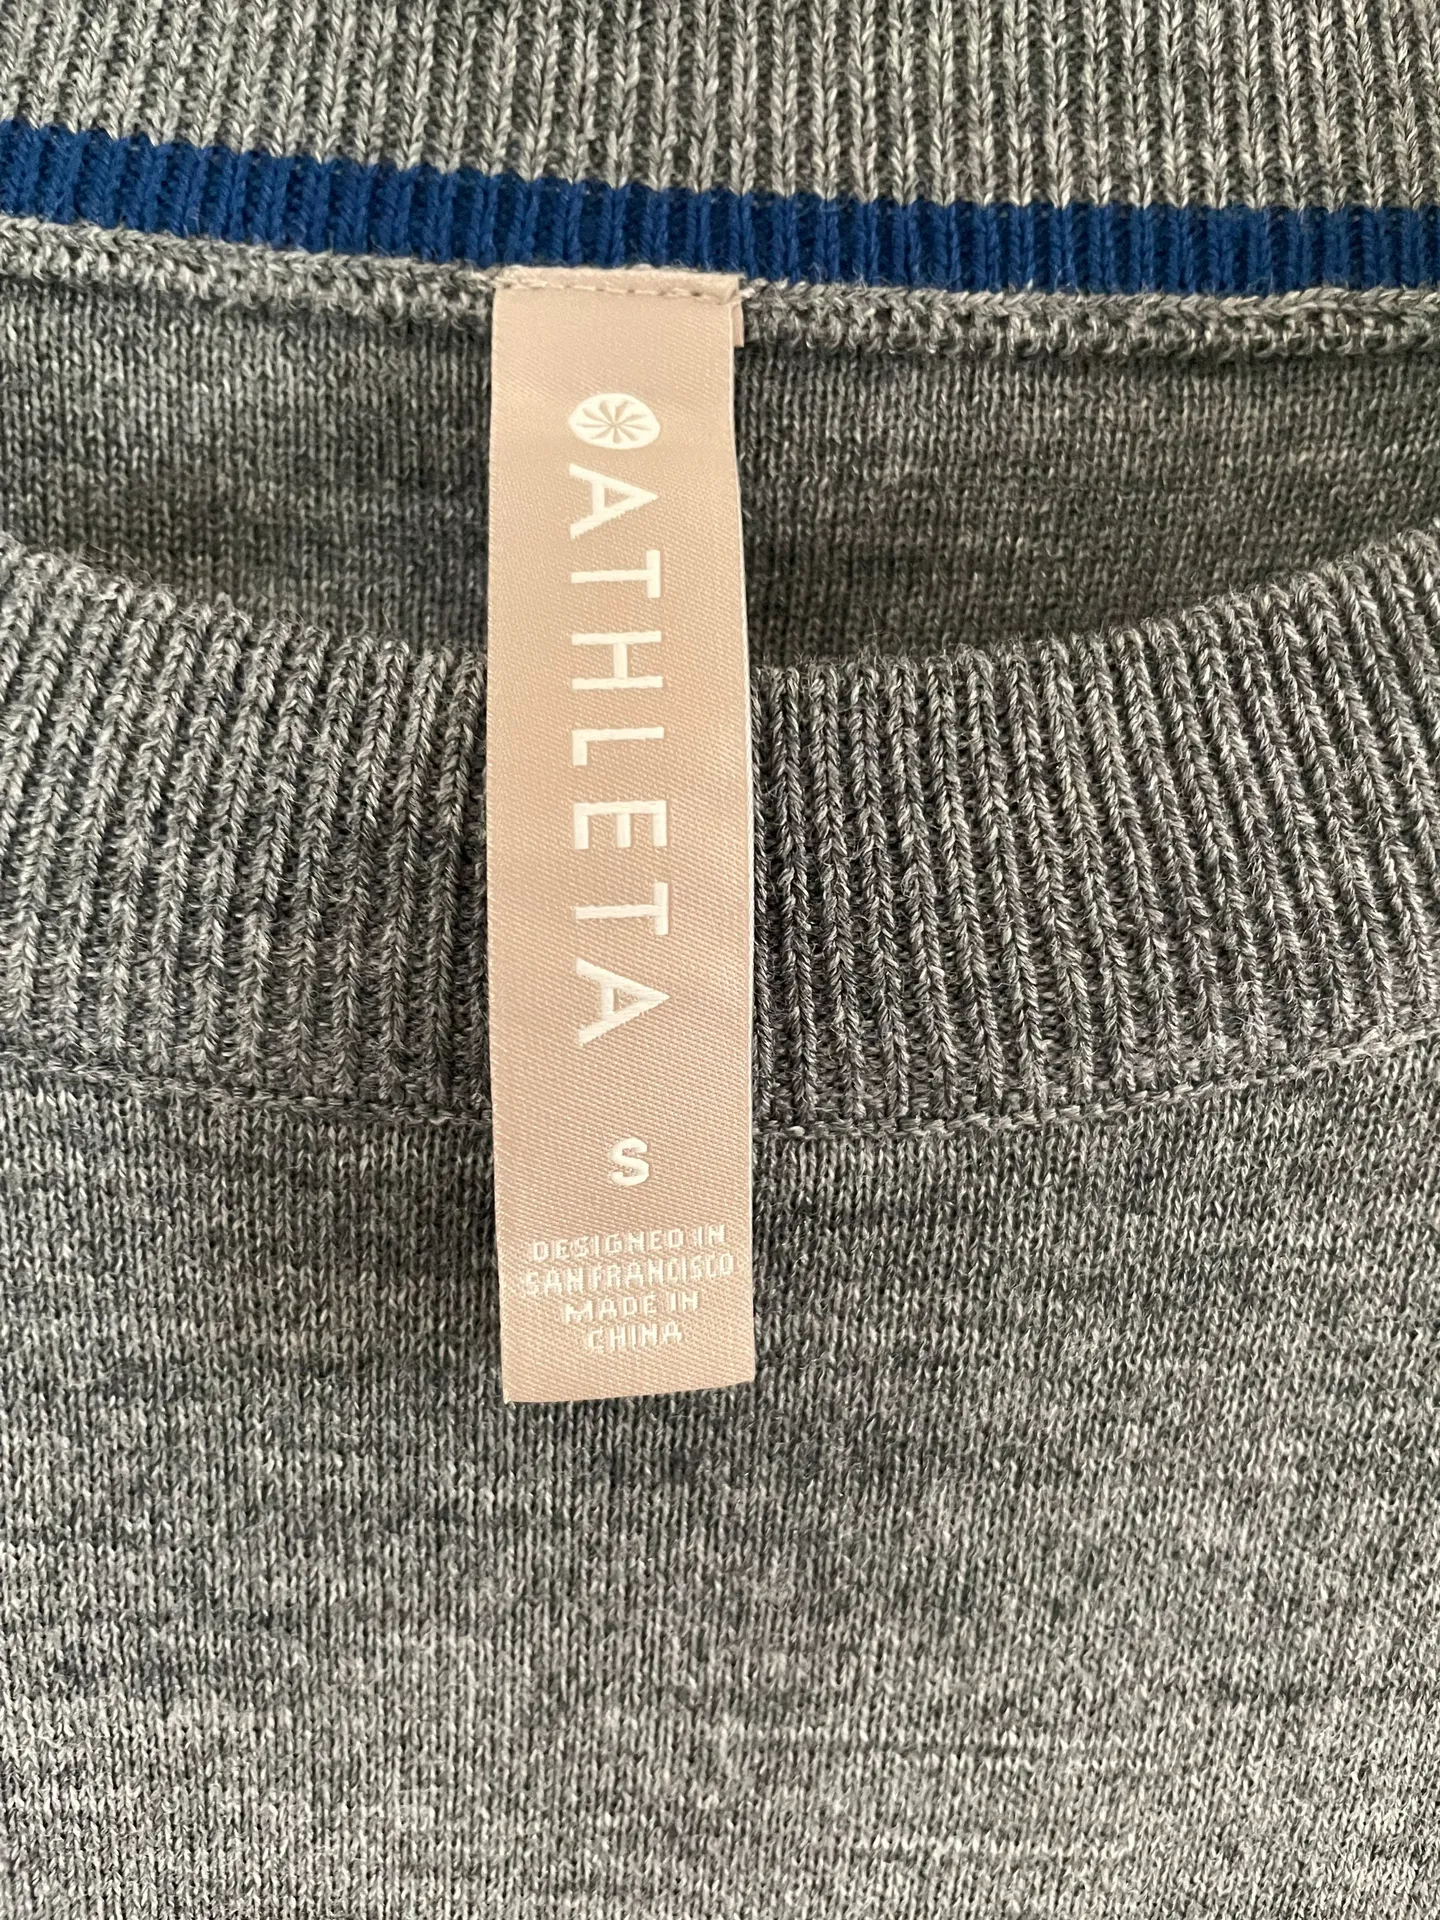 ATHLETA
S
DESIGNED IN
SAN FRANCISCO
MADE IN
CHINA